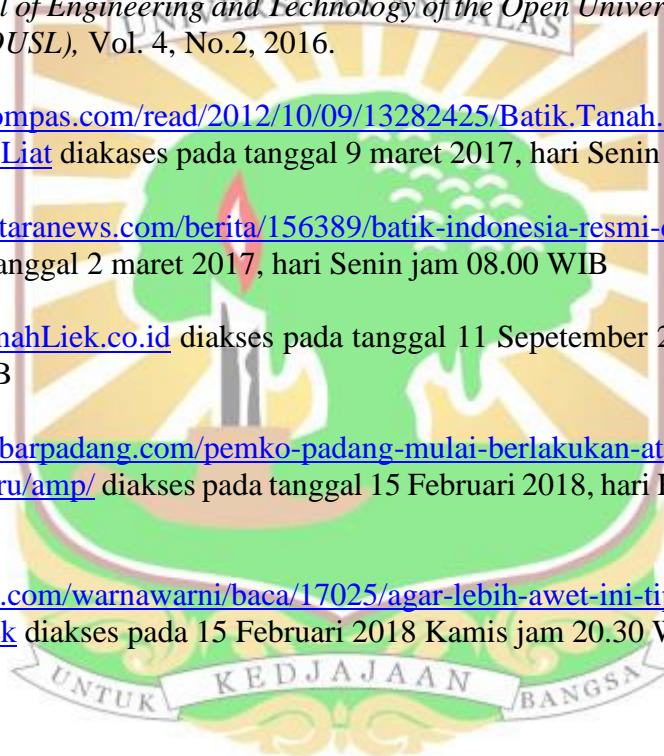 l of Engineering and Technology of the Open Univer
OUSL), Vol. 4, No.2, 2016.
ompas.com/read/2012/10/09/13282425/Batik.Tanah.
Liat diakases pada tanggal 9 maret 2017, hari Senin
taranews.com/berita/156389/batik-indonesia-resmi-
anggal 2 maret 2017, hari Senin jam 08.00 WIB
nahLiek.co.id diakses pada tanggal 11 Sepetember 2
B
barpadang.com/pemko-padang-mulai-berlakukan-at
ru/amp/ diakses pada tanggal 15 Februari 2018, hari
.com/warnawarni/baca/17025/agar-lebih-awet-ini-ti
k diakses pada 15 Februari 2018 Kamis jam 20.30 W
UNTUK KEDJAJAAN BANGSA